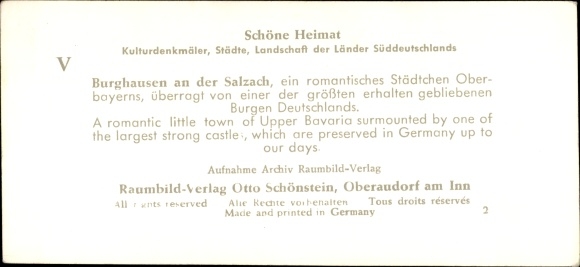 Schöne Heimat
Kulturdenkmäler, Städte, Landschaft der Länder Süddeutschlands
V
Burghausen an der Salzach, ein romantisches Städtchen Ober-
bayerns, überragt von einer der größten erhalten gebliebenen
Burgen Deutschlands.
A romantic little town of Upper Bavaria surmounted by one of
the largest strong castles, which are preserved in Germany up to
our days.
Aufnahme Archiv Raumbild-Verlag
Raumbild-Verlag Otto Schönstein, Oberaudorf am Inn
All rights reserved Alle Rechte vorbehalten Tous droits réservés
Made and printed in Germany 2